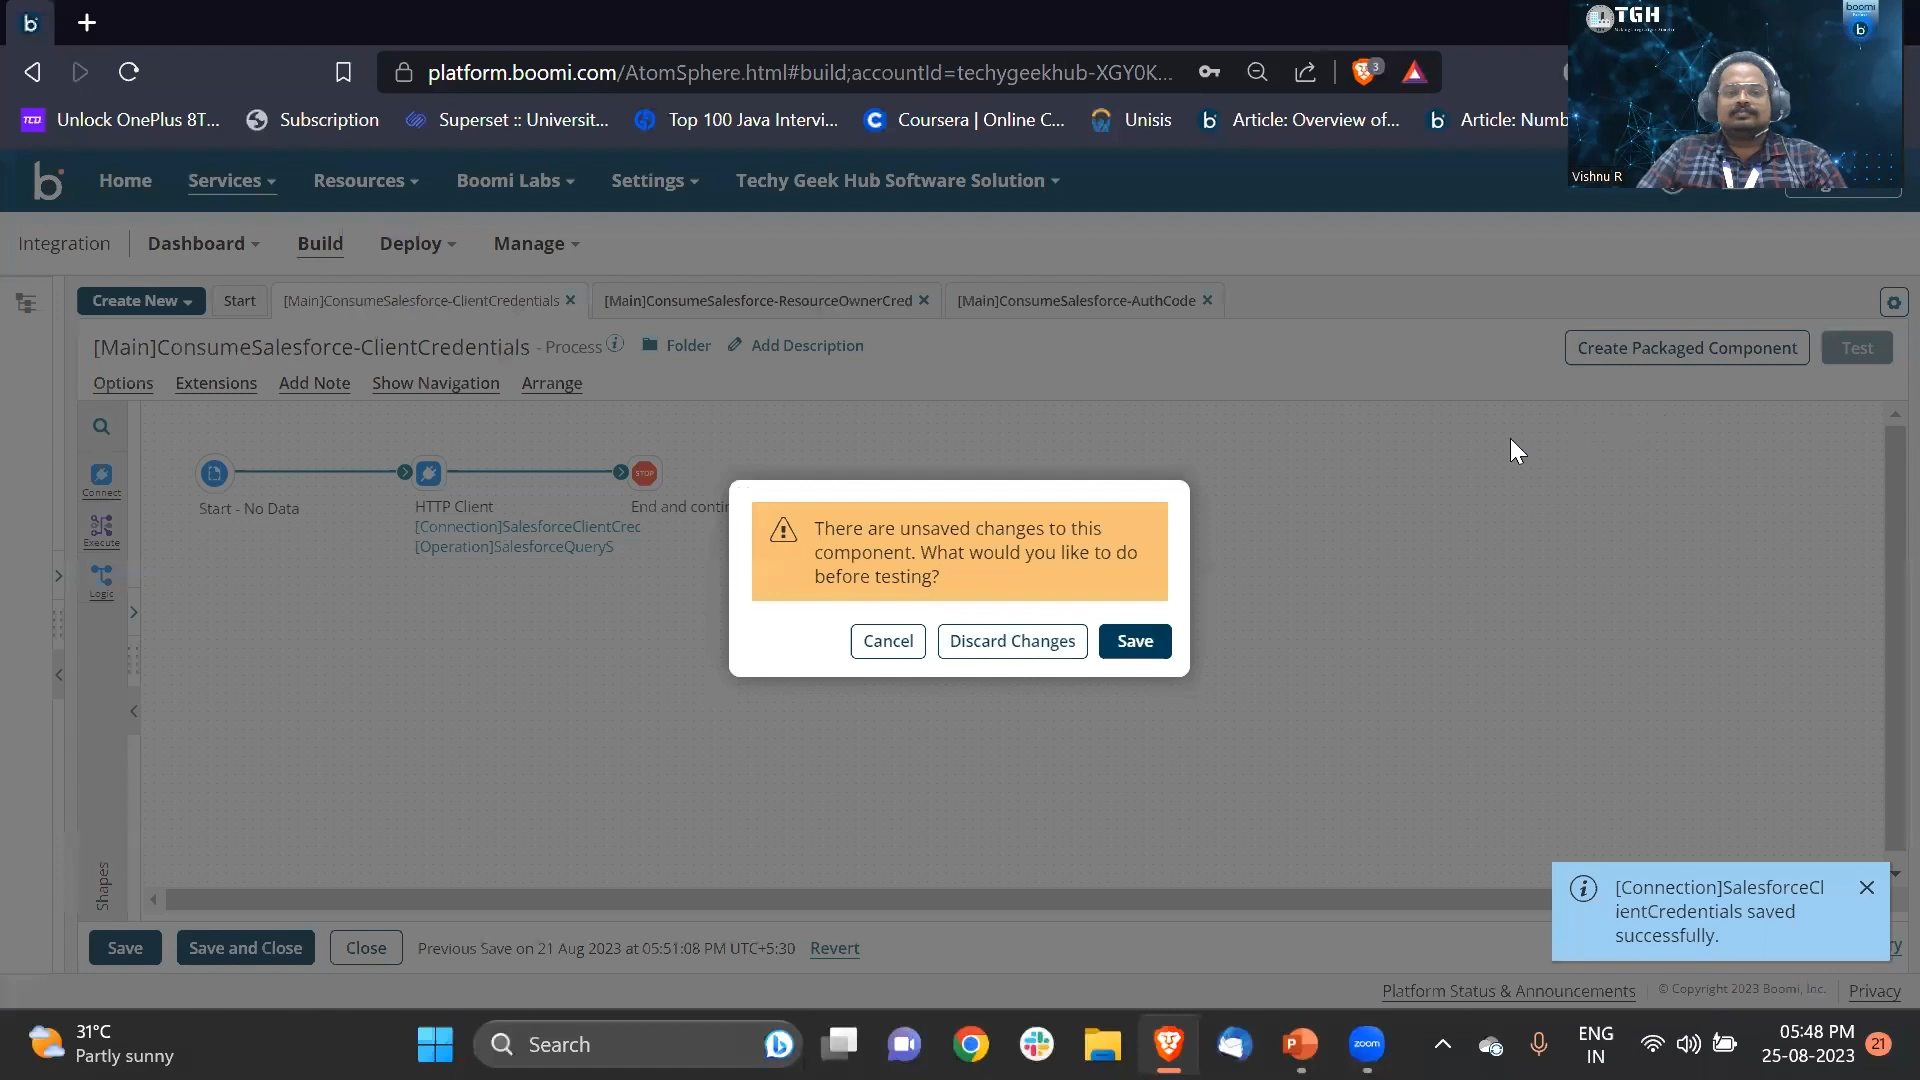 TGH
boomi
platform.boomi.com/AtomSphere.html#build;accountId=techygeekhub-XGY0K...
3
TCD Unlock OnePlus 8T... Subscription Superset :: Universit... Top 100 Java Intervi... Coursera | Online C... Unisis Article: Overview of... Article: Numb
Vishnu R
Home Services Resources Boomi Labs Settings Techy Geek Hub Software Solution
Integration Dashboard Build Deploy Manage
Create New Start [Main]ConsumeSalesforce-ClientCredentials [Main]ConsumeSalesforce-ResourceOwnerCred [Main]ConsumeSalesforce-AuthCode
[Main]ConsumeSalesforce-ClientCredentials - Process Folder Add Description
Create Packaged Component Test
Options Extensions Add Note Show Navigation Arrange
Connect
Execute
Logic
Shapes
Start - No Data
HTTP Client
[Connection]SalesforceClientCred
[Operation]SalesforceQueryS
STOP
End and contin
There are unsaved changes to this
component. What would you like to do
before testing?
Cancel Discard Changes Save
[Connection]SalesforceCl
ientCredentials saved
successfully.
Save Save and Close Close Previous Save on 21 Aug 2023 at 05:51:08 PM UTC+5:30 Revert
Platform Status & Announcements © Copyright 2023 Boomi, Inc. Privacy
31°C
Partly sunny
Search
zoom
ENG
IN
05:48 PM
25-08-2023
21